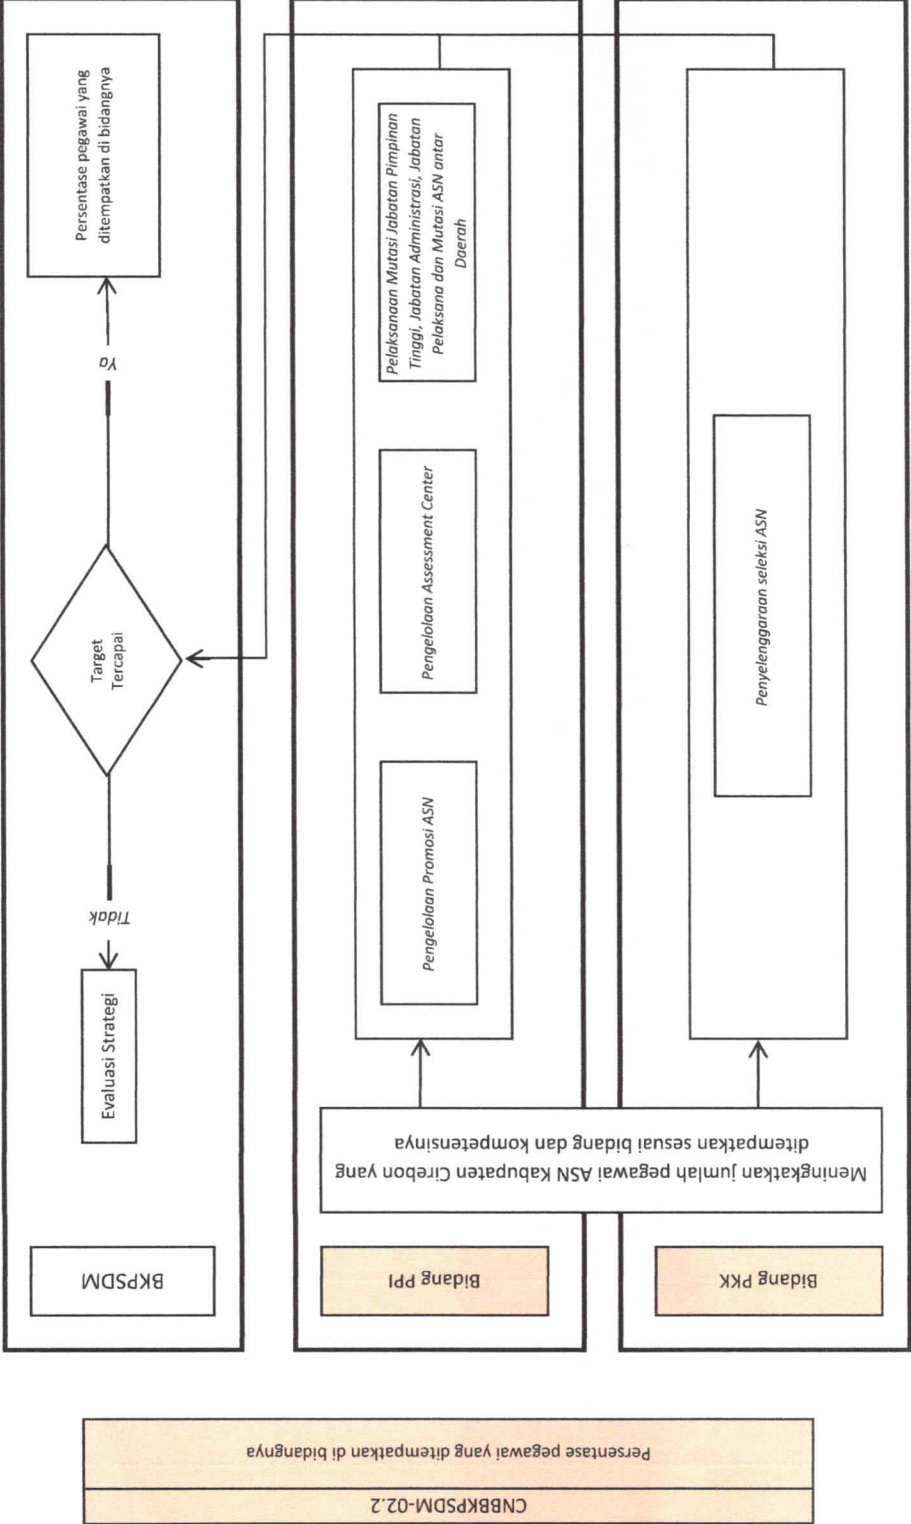 CNBBKPSDM-02.2
Persentase pegawai yang ditempatkan di bidangnya
Bidang PKK
Bidang PPI
BKPSDM
Meningkatkan jumlah pegawai ASN Kabupaten Cirebon yang
ditempatkan sesuai bidang dan kompetensinya
Penyelenggaraan seleksi ASN
Pengelolaan Promosi ASN
Pengelolaan Assessment Center
Pelaksanaan Mutasi Jabatan Pimpinan
Tinggi, Jabatan Administrasi, Jabatan
Pelaksana dan Mutasi ASN antar
Daerah
Evaluasi Strategi
Tidak
Target
Tercapai
Ya
Persentase pegawai yang
ditempatkan di bidangnya